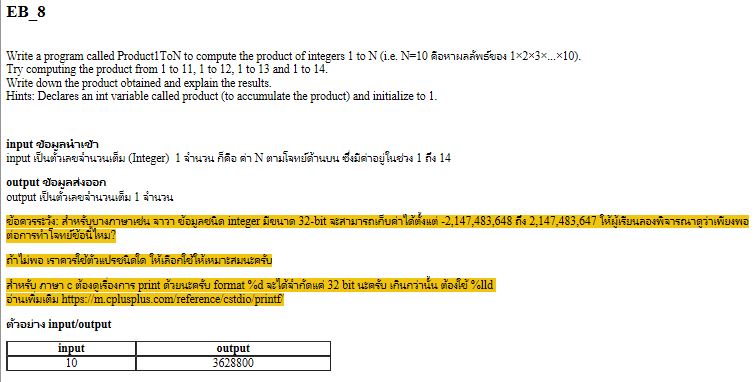 EB_8
Write a program called Product1ToN to compute the product of integers 1 to N (i.e. N=10 คือหาผลลัพธ์ของ 1×2×3×...×10).
Try computing the product from 1 to 11, 1 to 12, 1 to 13 and 1 to 14.
Write down the product obtained and explain the results.
Hints: Declares an int variable called product (to accumulate the product) and initialize to 1.
input ข้อมูลนำเข้า
input เป็นตัวเลขจำนวนเต็ม (Integer) 1 จำนวน ก็คือ ค่า N ตามโจทย์ด้านบน ซึ่งมีค่าอยู่ในช่วง 1 ถึง 14
output ข้อมูลส่งออก
output เป็นตัวเลขจำนวนเต็ม 1 จำนวน
ข้อควรระวัง: สำหรับบางภาษาเช่น จาวา ข้อมูลชนิด integer มีขนาด 32-bit จะสามารถเก็บค่าได้ตั้งแต่ -2,147,483,648 ถึง 2,147,483,647 ให้ผู้เรียนลองพิจารณาดูว่าเพียงพอ
ต่อการทำโจทย์ข้อนี้ไหม?
ถ้าไม่พอ เราควรใช้ตัวแปรชนิดใด ให้เลือกใช้ให้เหมาะสมนะครับ
สำหรับ ภาษา c ต้องดูเรื่องการ print ด้วยนะครับ format %d จะได้จำกัดแค่ 32 bit นะครับ เกินกว่านั้น ต้องใช้ %lld
อ่านเพิ่มเติม https://m.cplusplus.com/reference/cstdio/printf/
ตัวอย่าง input/output
input output
10 3628800